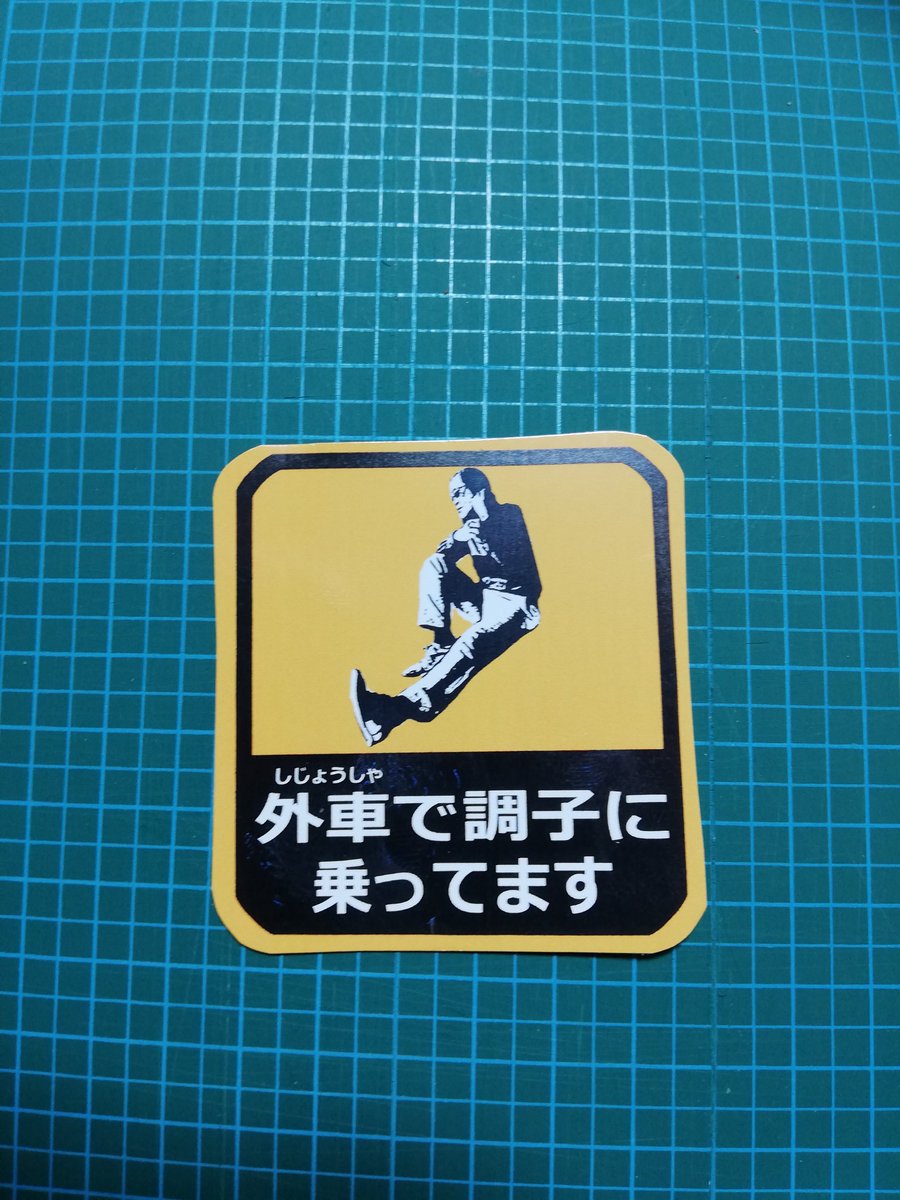 しじょうしゃ
外車で調子に
乗ってます